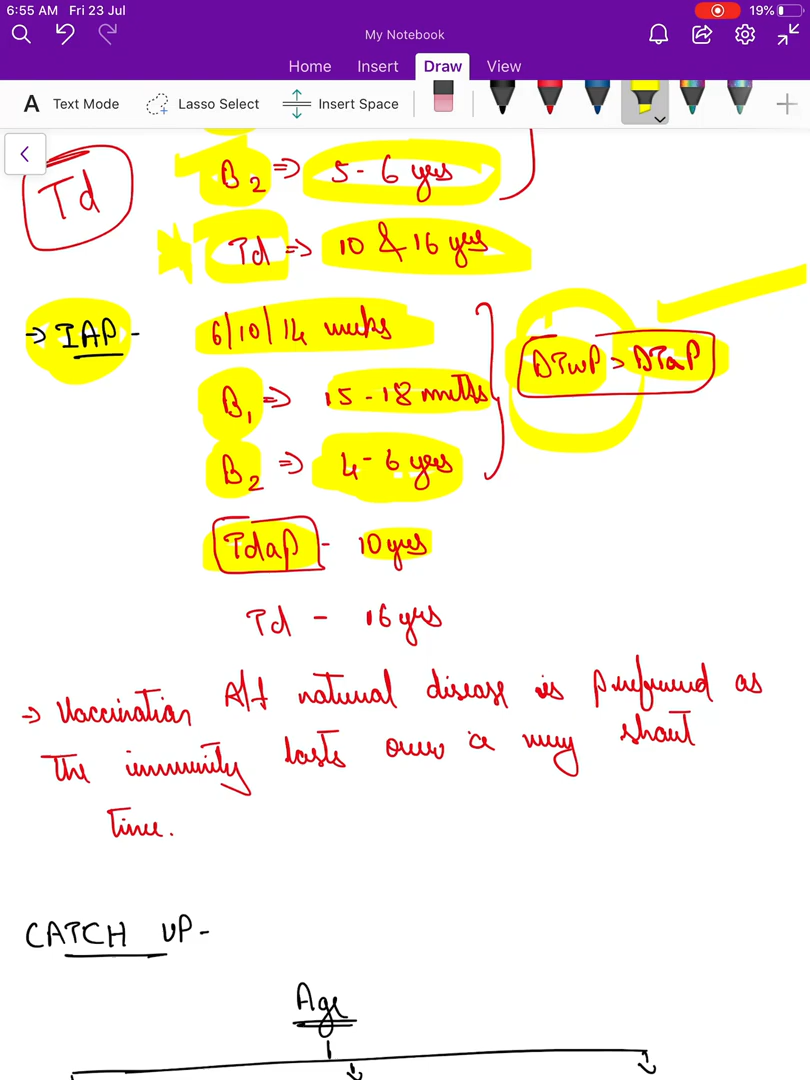 6:55 AM Fri 23 Jul
19%
My Notebook
Home Insert Draw View
A Text Mode Lasso Select Insert Space
B2 => 5-6 yrs
Td
Td => 10 & 16 yrs
-> IAP - 6/10/14 weeks
DTwP > DTaP
B1 => 15-18 mnths
B2 => 4-6 yrs
TdaP - 10 yrs
Td - 16 yrs
-> Vaccination A/f natural disease is preferred as
the immunity lasts over a very short
time.
CATCH UP-
Age